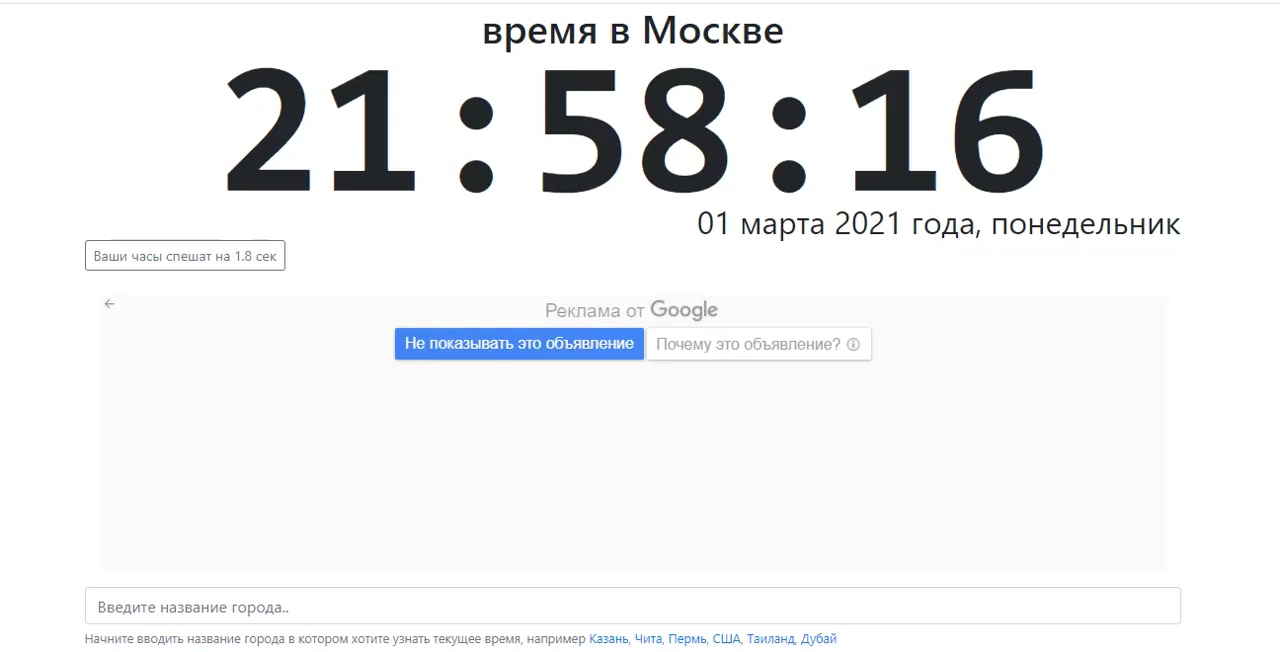 время в Москве
21:58:16
01 марта 2021 года, понедельник
Ваши часы спешат на 1.8 сек
Реклама от Google
Не показывать это объявление Почему это объявление?
Введите название города..
Начните вводить название города в котором хотите узнать текущее время, например Казань, Чита, Пермь, США, Таиланд, Дубай